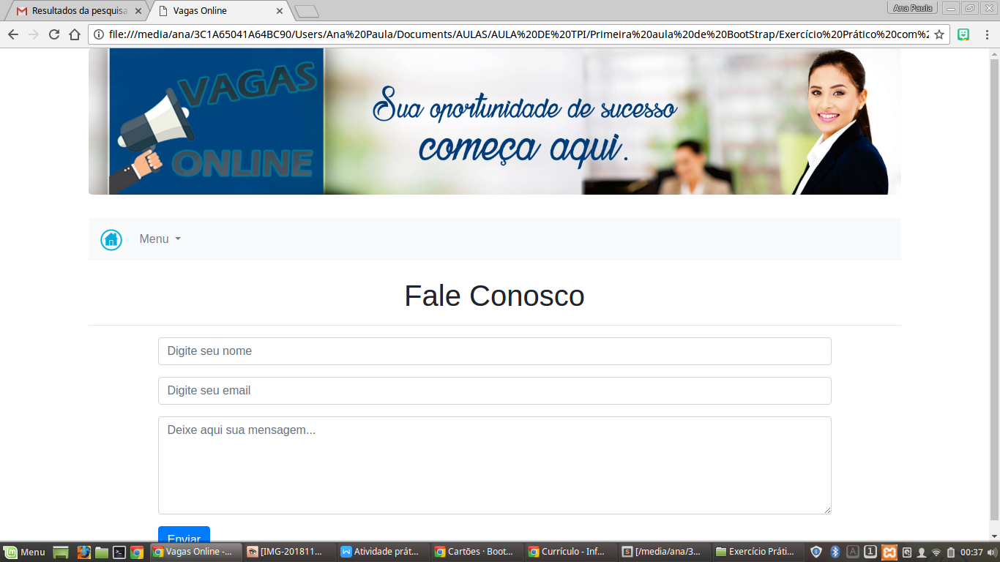 Resultados da pesquisa
Vagas Online
Ana Paula
file:///media/ana/3C1A65041A64BC90/Users/Ana%20Paula/Documents/AULAS/AULA%20DE%20TPI/Primeira%20aula%20de%20BootStrap/Exercício%20Prático%20com%2
VAGAS
ONLINE
Sua oportunidade de sucesso
começa aqui.
Menu
Fale Conosco
Digite seu nome
Digite seu email
Deixe aqui sua mensagem...
Enviar
Menu
Vagas Online -...
[IMG-201811...
Atividade prát...
Cartões · Boot...
Currículo - Inf...
[/media/ana/3...
Exercício Práti...
A
1
00:37